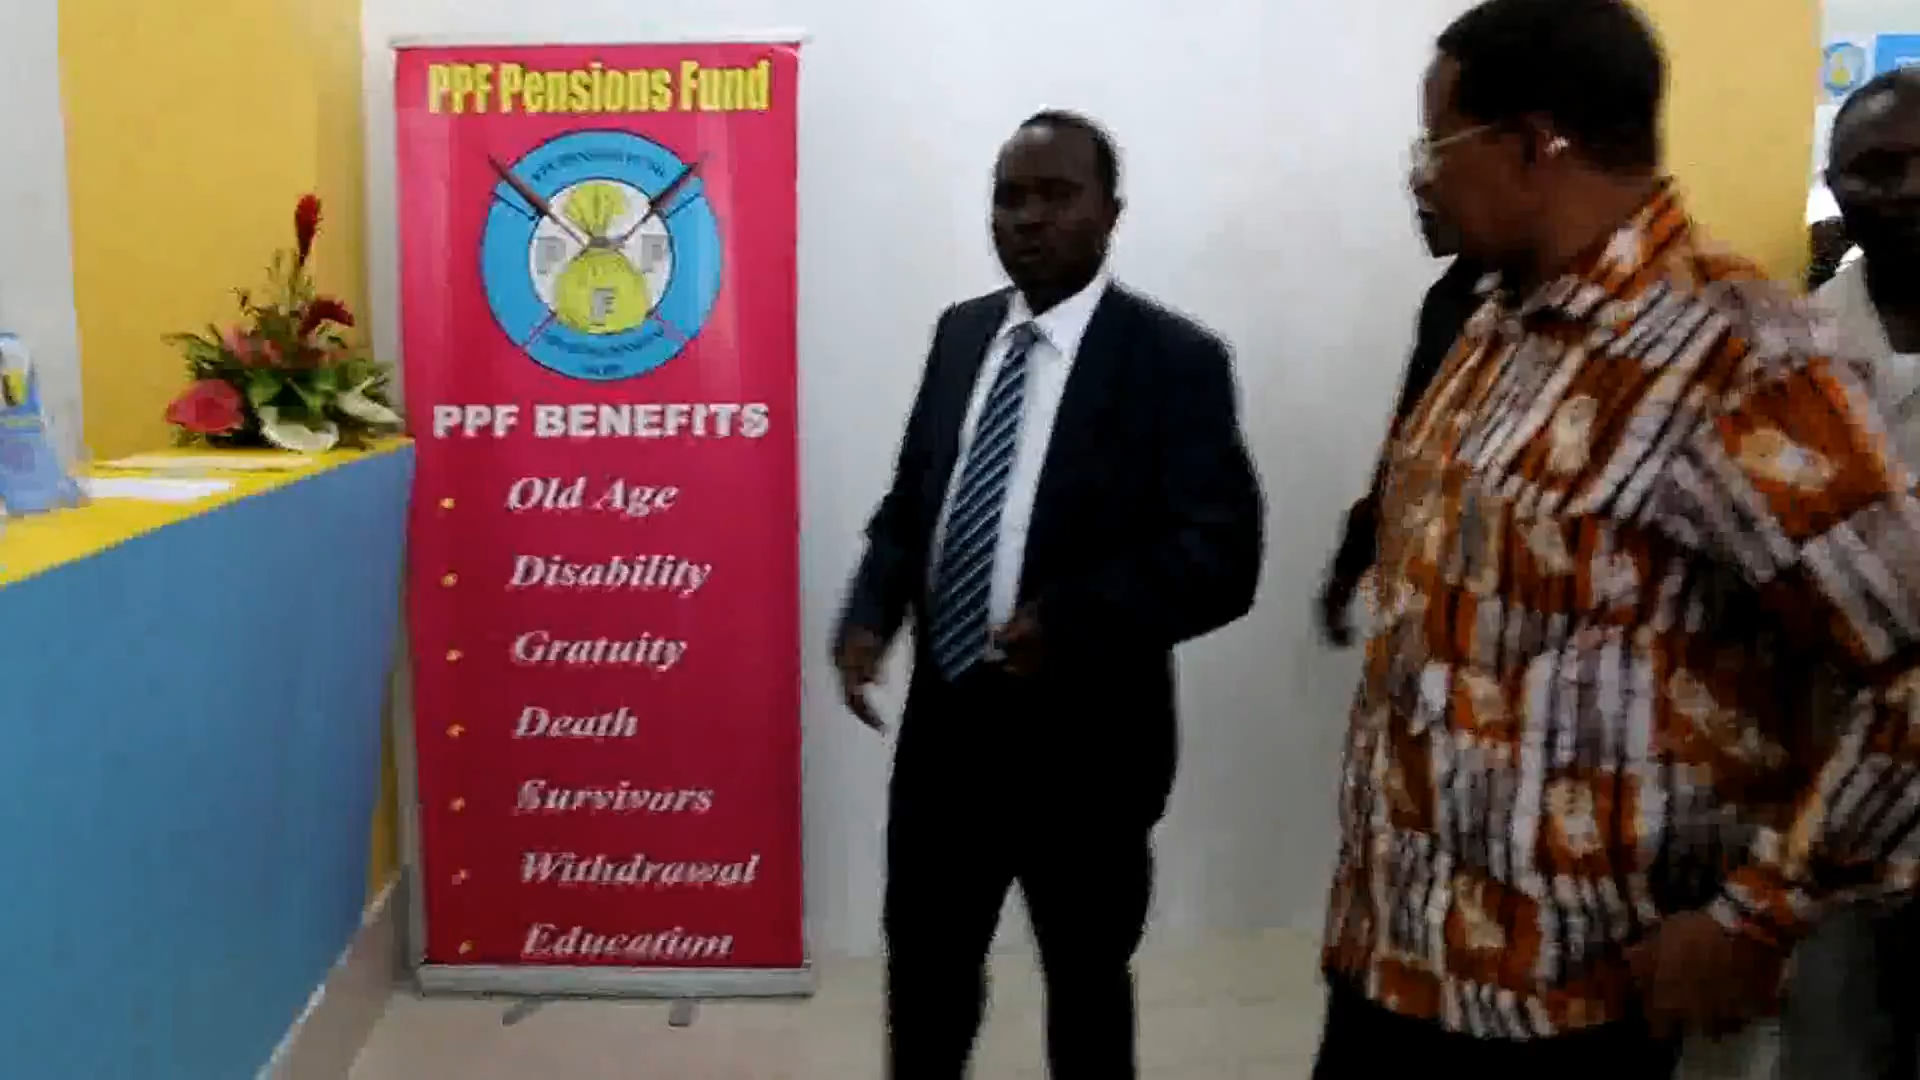 PPF Pensions Fund
P P
F
PPF BENEFITS
Old Age
Disability
Gratuity
Death
Survivors
Withdrawal
Education